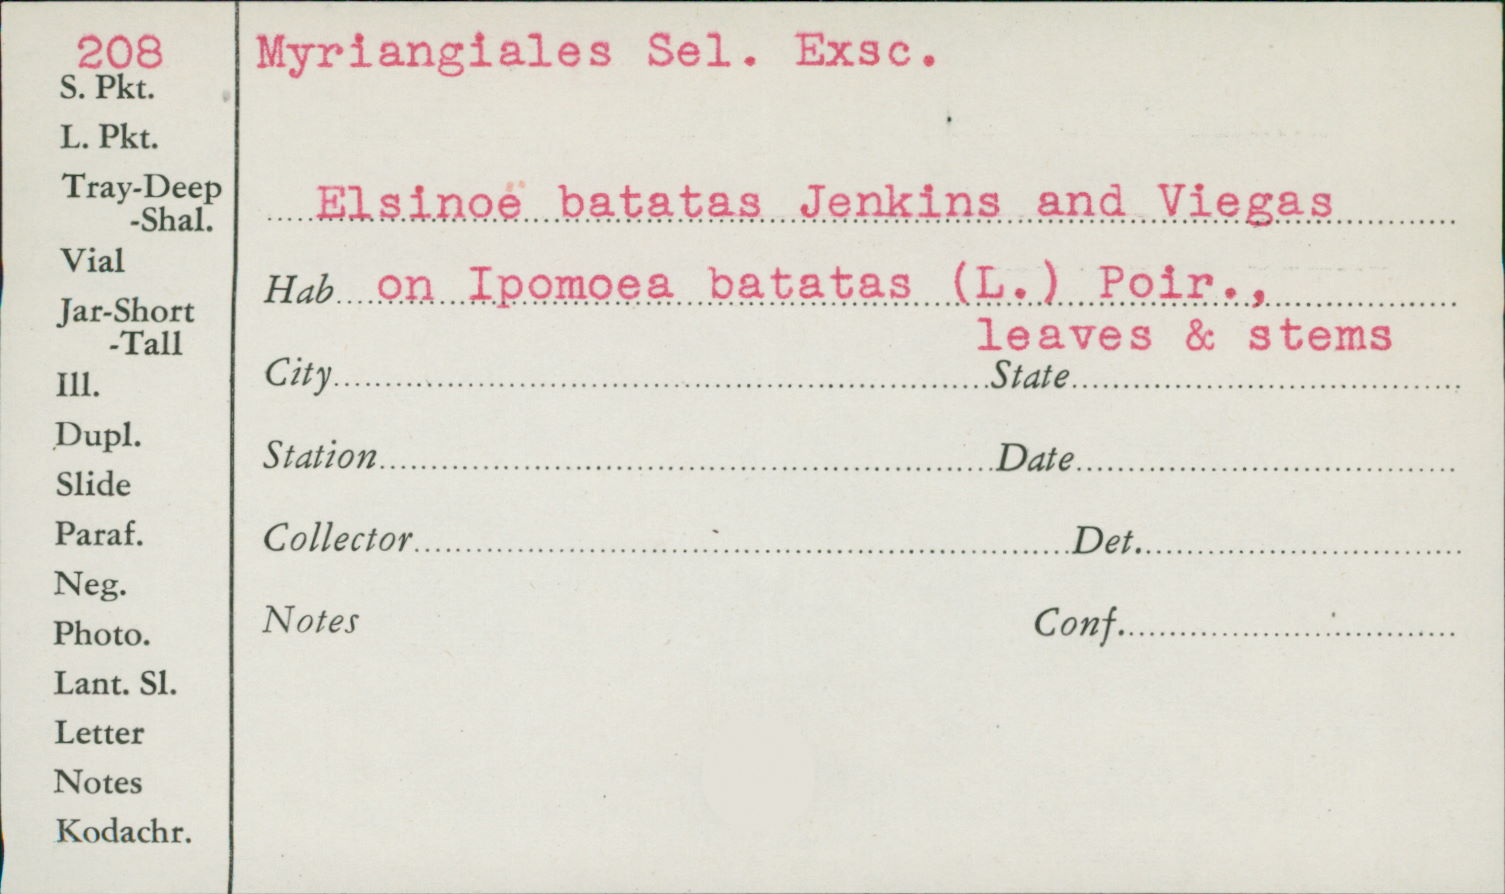 208
S. Pkt.
L. Pkt.
Tray-Deep
-Shal.
Vial
Jar-Short
-Tall
Ill.
Dupl.
Slide
Paraf.
Neg.
Photo.
Lant. Sl.
Letter
Notes
Kodachr.
Myriangiales Sel. Exsc.
Elsinoë batatas Jenkins and Viegas
Hab on Ipomoea batatas (L.) Poir.,
leaves & stems
City State
Station Date
Collector Det.
Notes Conf.